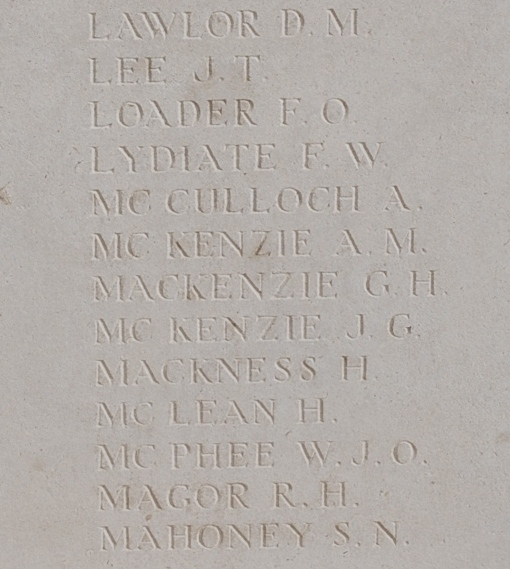 LAWLOR D. M.
LEE J. T.
LOADER F. O.
LYDIATE F. W.
MC CULLOCH A.
MC KENZIE A. M.
MACKENZIE G. H.
MC KENZIE J. G.
MACKNESS H.
MC LEAN H.
MC PHEE W. J. O.
MAGOR R. H.
MAHONEY S. N.